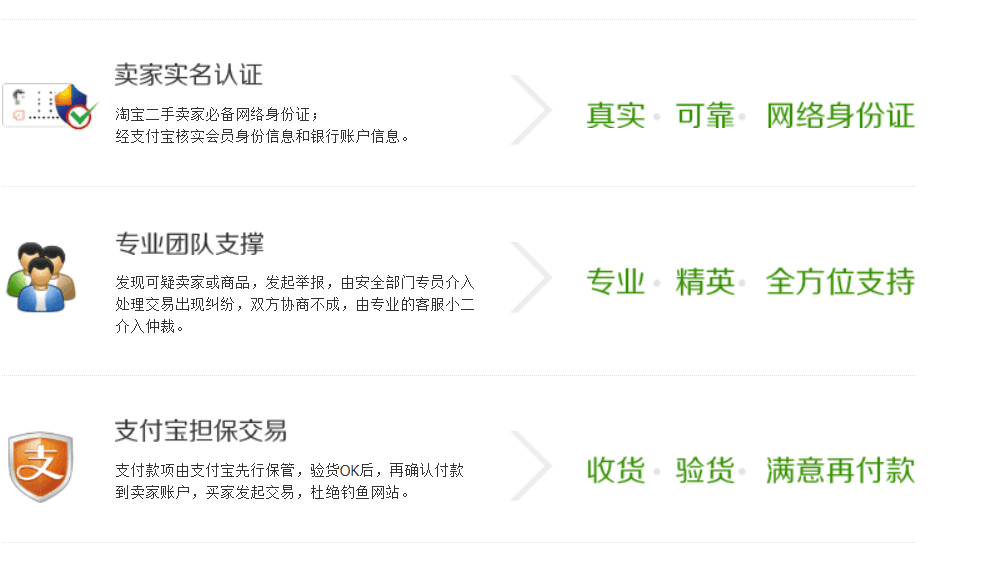 卖家实名认证
淘宝二手卖家必备网络身份证；
经支付宝核实会员身份信息和银行账户信息。
真实 · 可靠 · 网络身份证
专业团队支撑
发现可疑卖家或商品，发起举报，由安全部门专员介入
处理交易出现纠纷，双方协商不成，由专业的客服小二
介入仲裁。
专业 · 精英 · 全方位支持
支付宝担保交易
支
支付款项由支付宝先行保管，验货OK后，再确认付款
到卖家账户，买家发起交易，杜绝钓鱼网站。
收货 · 验货 · 满意再付款